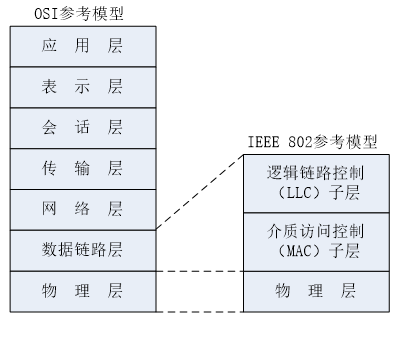 OSI参考模型
应 用 层
表 示 层
会 话 层
传 输 层
网 络 层
数据链路层
物 理 层
IEEE 802参考模型
逻辑链路控制
（LLC）子层
介质访问控制
（MAC）子层
物 理 层